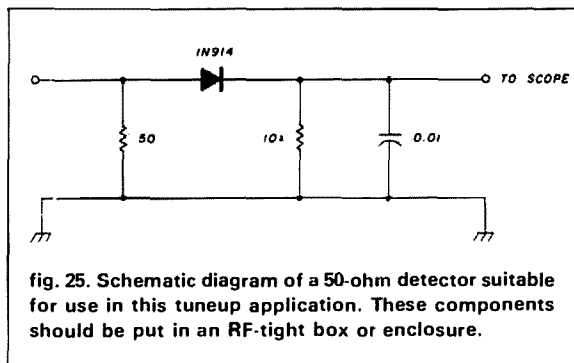 1N914
TO SCOPE
50
10k
0.01
fig. 25. Schematic diagram of a 50-ohm detector suitable
for use in this tuneup application. These components
should be put in an RF-tight box or enclosure.